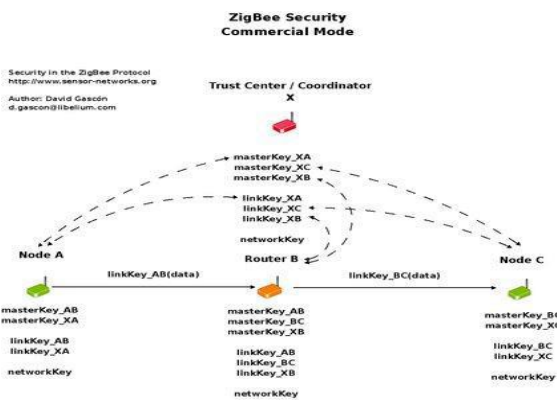 ZigBee Security
Commercial Mode
Security in the ZigBee Protocol
http://www.sensor-networks.org
Author: David Gascón
d.gascon@libelium.com
Trust Center / Coordinator
X
masterKey_XA
masterKey_XC
masterKey_XB
linkKey_XA
linkKey_XC
linkKey_XB
networkKey
Node A
Router B
Node C
linkKey_AB(data)
linkKey_BC(data)
masterKey_AB
masterKey_XA
linkKey_AB
linkKey_XA
networkKey
masterKey_AB
masterKey_BC
masterKey_XB
linkKey_AB
linkKey_BC
linkKey_XB
networkKey
masterKey_BC
masterKey_XC
linkKey_BC
linkKey_XC
networkKey